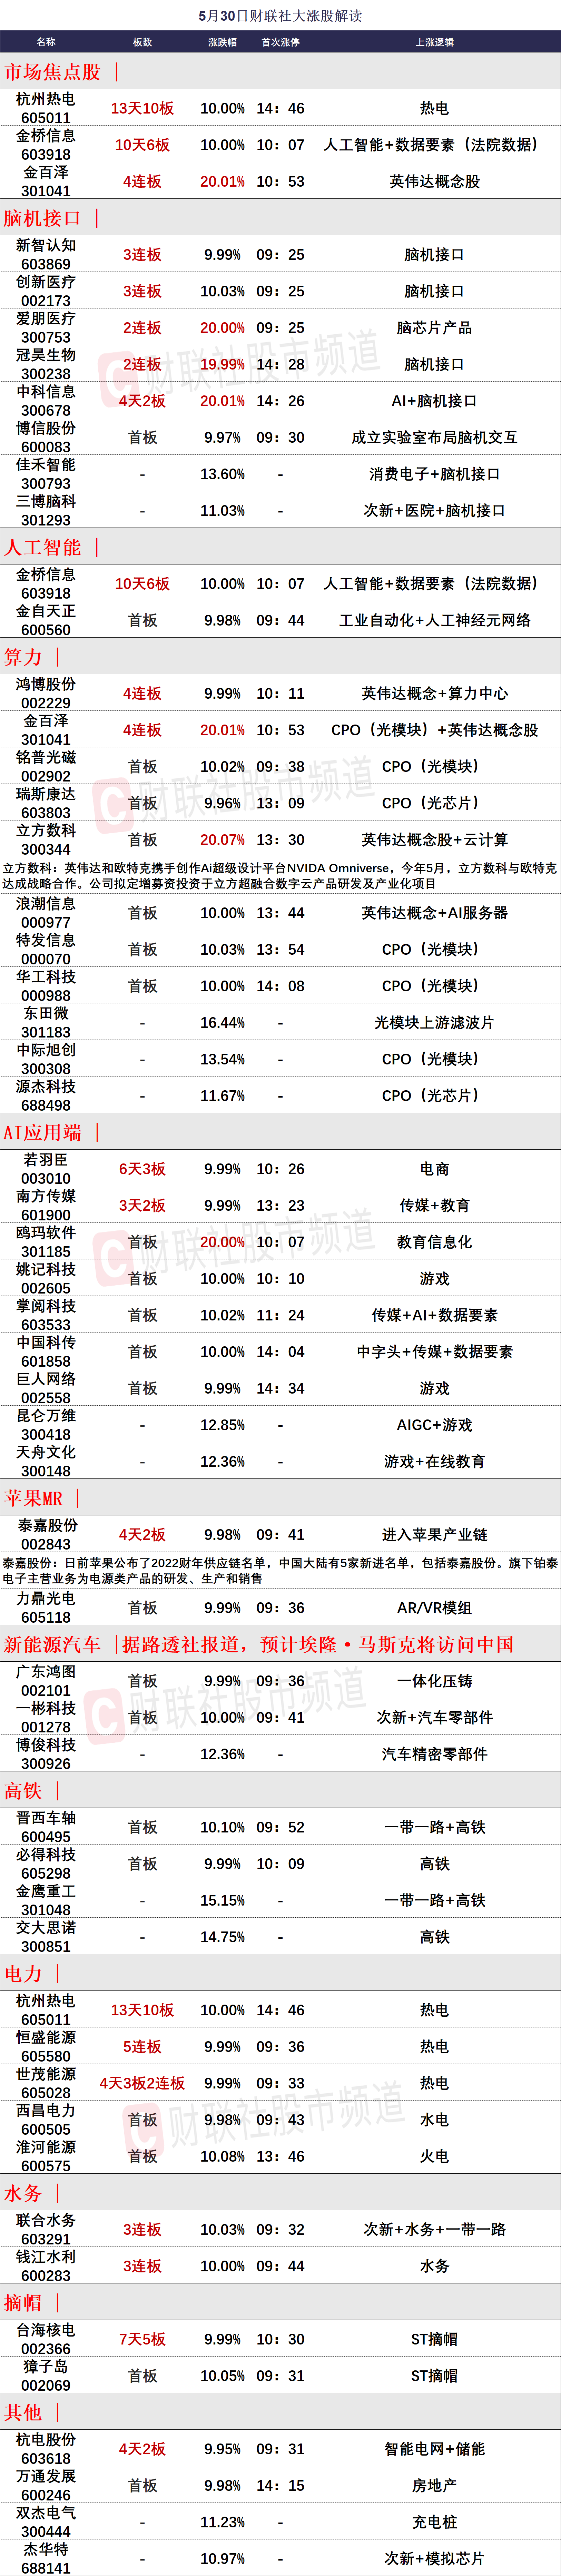 5月30日财联社大涨股解读
名称 板数 涨跌幅 首次涨停 上涨逻辑
市场焦点股 |
杭州热电 605011 13天10板 10.00% 14：46 热电
金桥信息 603918 10天6板 10.00% 10：07 人工智能+数据要素（法院数据）
金百泽 301041 4连板 20.01% 10：53 英伟达概念股
脑机接口 |
新智认知 603869 3连板 9.99% 09：25 脑机接口
创新医疗 002173 3连板 10.03% 09：25 脑机接口
爱朋医疗 300753 2连板 20.00% 09：25 脑芯片产品
冠昊生物 300238 2连板 19.99% 14：28 脑机接口
中科信息 300678 4天2板 20.01% 14：26 AI+脑机接口
博信股份 600083 首板 9.97% 09：30 成立实验室布局脑机交互
佳禾智能 300793 - 13.60% - 消费电子+脑机接口
三博脑科 301293 - 11.03% - 次新+医院+脑机接口
人工智能 |
金桥信息 603918 10天6板 10.00% 10：07 人工智能+数据要素（法院数据）
金自天正 600560 首板 9.98% 09：44 工业自动化+人工神经元网络
算力 |
鸿博股份 002229 4连板 9.99% 10：11 英伟达概念+算力中心
金百泽 301041 4连板 20.01% 10：53 CPO（光模块）+英伟达概念股
铭普光磁 002902 首板 10.02% 09：38 CPO（光模块）
瑞斯康达 603803 首板 9.96% 13：09 CPO（光芯片）
立方数科 300344 首板 20.07% 13：30 英伟达概念股+云计算
立方数科：英伟达和欧特克携手创作Ai超级设计平台NVIDA Omniverse，今年5月，立方数科与欧特克
达成战略合作。公司拟定增募资投资于立方超融合数字云产品研发及产业化项目
浪潮信息 000977 首板 10.00% 13：44 英伟达概念+AI服务器
特发信息 000070 首板 10.03% 13：54 CPO（光模块）
华工科技 000988 首板 10.00% 14：08 CPO（光模块）
东田微 301183 - 16.44% - 光模块上游滤波片
中际旭创 300308 - 13.54% - CPO（光模块）
源杰科技 688498 - 11.67% - CPO（光芯片）
AI应用端 |
若羽臣 003010 6天3板 9.99% 10：26 电商
南方传媒 601900 3天2板 9.99% 13：23 传媒+教育
鸥玛软件 301185 首板 20.00% 10：07 教育信息化
姚记科技 002605 首板 10.00% 10：10 游戏
掌阅科技 603533 首板 10.02% 11：24 传媒+AI+数据要素
中国科传 601858 首板 10.00% 14：04 中字头+传媒+数据要素
巨人网络 002558 首板 9.99% 14：34 游戏
昆仑万维 300418 - 12.85% - AIGC+游戏
天舟文化 300148 - 12.36% - 游戏+在线教育
苹果MR |
泰嘉股份 002843 4天2板 9.98% 09：41 进入苹果产业链
泰嘉股份：日前苹果公布了2022财年供应链名单，中国大陆有5家新进名单，包括泰嘉股份。旗下铂泰
电子主营业务为电源类产品的研发、生产和销售
力鼎光电 605118 首板 9.99% 09：36 AR/VR模组
新能源汽车 |据路透社报道，预计埃隆·马斯克将访问中国
广东鸿图 002101 首板 9.99% 09：36 一体化压铸
一彬科技 001278 首板 10.00% 09：41 次新+汽车零部件
博俊科技 300926 - 12.36% - 汽车精密零部件
高铁 |
晋西车轴 600495 首板 10.10% 09：52 一带一路+高铁
必得科技 605298 首板 9.99% 10：09 高铁
金鹰重工 301048 - 15.15% - 一带一路+高铁
交大思诺 300851 - 14.75% - 高铁
电力 |
杭州热电 605011 13天10板 10.00% 14：46 热电
恒盛能源 605580 5连板 9.99% 09：36 热电
世茂能源 605028 4天3板2连板 9.99% 09：33 热电
西昌电力 600505 首板 9.98% 09：43 水电
淮河能源 600575 首板 10.08% 13：46 火电
水务 |
联合水务 603291 3连板 10.03% 09：32 次新+水务+一带一路
钱江水利 600283 3连板 10.00% 09：44 水务
摘帽 |
台海核电 002366 7天5板 9.99% 10：30 ST摘帽
獐子岛 002069 首板 10.05% 09：31 ST摘帽
其他 |
杭电股份 603618 4天2板 9.95% 09：31 智能电网+储能
万通发展 600246 首板 9.98% 14：15 房地产
双杰电气 300444 - 11.23% - 充电桩
杰华特 688141 - 10.97% - 次新+模拟芯片
财联社股市频道
财联社股市频道
财联社股市频道
财联社股市频道
财联社股市频道